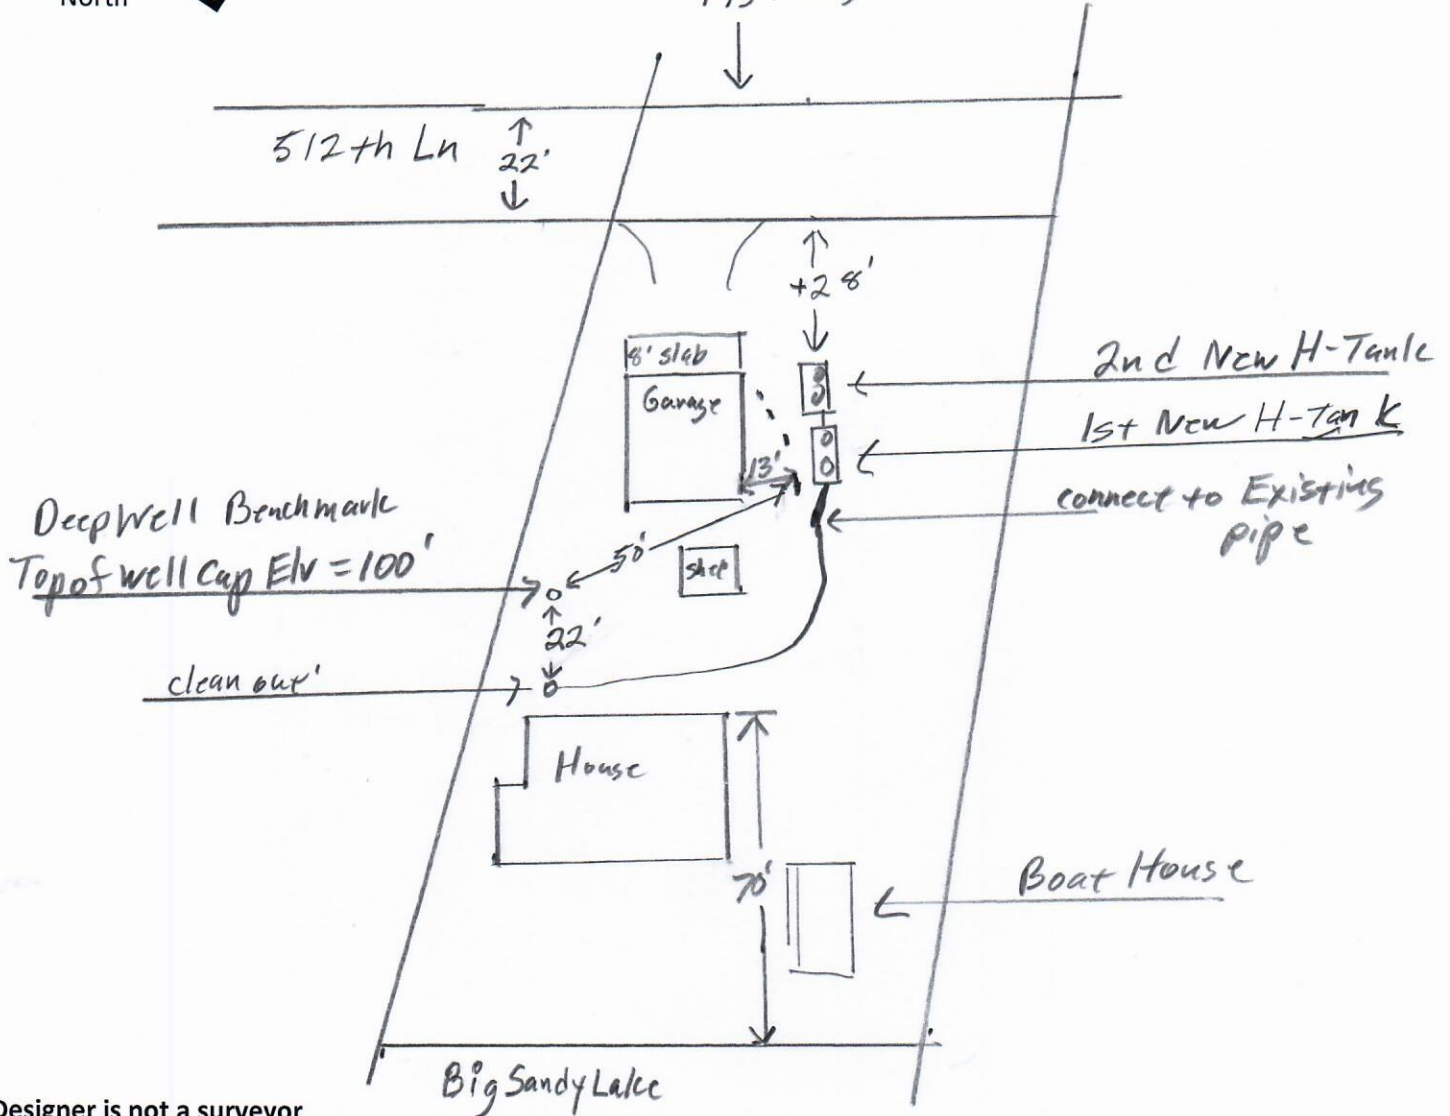 North
512th Ln
22'
+28'
8' slab
Garage
2nd New H-Tank
1st New H-Tank
13'
connect to Existing
pipe
Deep Well Benchmark
Top of well Cap Elv = 100'
50'
shed
22'
clean out'
House
70'
Boat House
Big Sandy Lake
Designer is not a surveyor